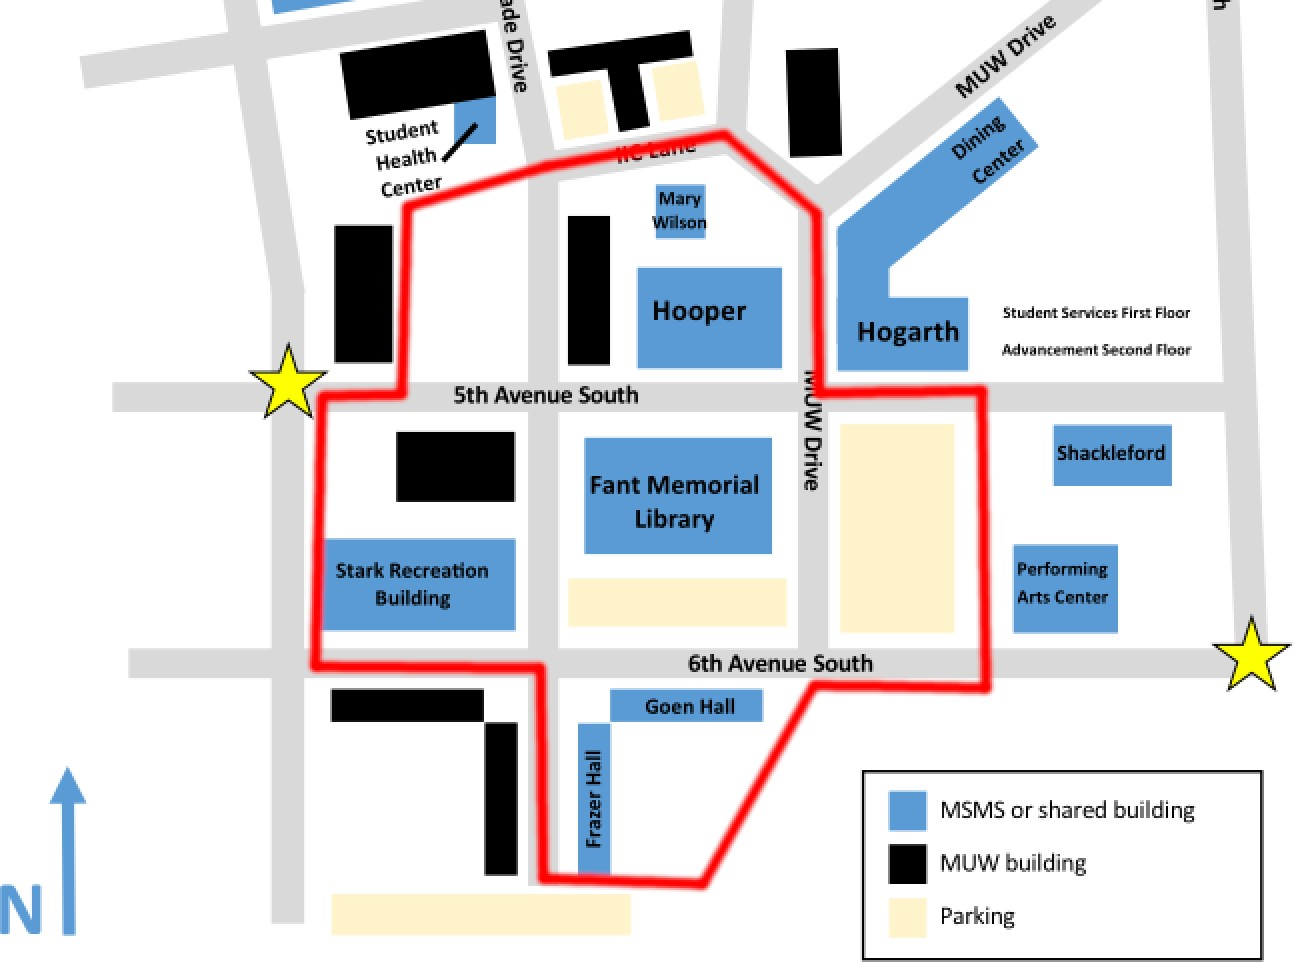 ade Drive
h
MUW Drive
Student
Health
Center
IIC Lane
Dining
Center
Mary
Wilson
Hooper
Hogarth
Student Services First Floor
Advancement Second Floor
5th Avenue South
MUW Drive
Shackleford
Fant Memorial
Library
Stark Recreation
Building
Performing
Arts Center
6th Avenue South
Goen Hall
Frazer Hall
MSMS or shared building
MUW building
Parking
N